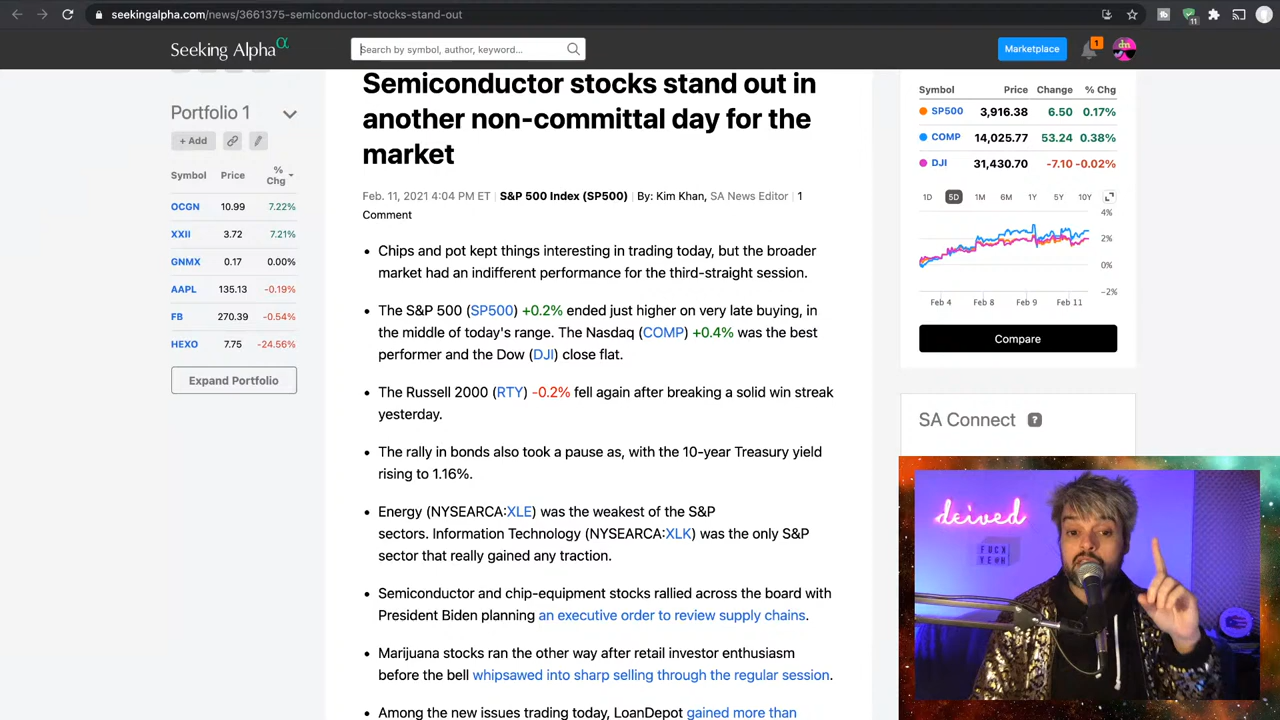 seekingalpha.com/news/3661375-semiconductor-stocks-stand-out
11
Seeking Alpha α
Search by symbol, author, keyword...
Marketplace
1
dn
Portfolio 1
+ Add
Symbol Price % Chg
OCGN 10.99 7.22%
XXII 3.72 7.21%
GNMX 0.17 0.00%
AAPL 135.13 -0.19%
FB 270.39 -0.54%
HEXO 7.75 -24.56%
Expand Portfolio
Semiconductor stocks stand out in
another non-committal day for the
market
Feb. 11, 2021 4:04 PM ET | S&P 500 Index (SP500) | By: Kim Khan, SA News Editor | 1
Comment
• Chips and pot kept things interesting in trading today, but the broader
market had an indifferent performance for the third-straight session.
• The S&P 500 (SP500) +0.2% ended just higher on very late buying, in
the middle of today's range. The Nasdaq (COMP) +0.4% was the best
performer and the Dow (DJI) close flat.
• The Russell 2000 (RTY) -0.2% fell again after breaking a solid win streak
yesterday.
• The rally in bonds also took a pause as, with the 10-year Treasury yield
rising to 1.16%.
• Energy (NYSEARCA:XLE) was the weakest of the S&P
sectors. Information Technology (NYSEARCA:XLK) was the only S&P
sector that really gained any traction.
• Semiconductor and chip-equipment stocks rallied across the board with
President Biden planning an executive order to review supply chains.
• Marijuana stocks ran the other way after retail investor enthusiasm
before the bell whipsawed into sharp selling through the regular session.
• Among the new issues trading today, LoanDepot gained more than
Symbol Price Change % Chg
SP500 3,916.38 6.50 0.17%
COMP 14,025.77 53.24 0.38%
DJI 31,430.70 -7.10 -0.02%
1D 5D 1M 6M 1Y 5Y 10Y
4%
2%
0%
-2%
Feb 4 Feb 8 Feb 9 Feb 11
Compare
SA Connect ?
deived
FUCK
YE#H